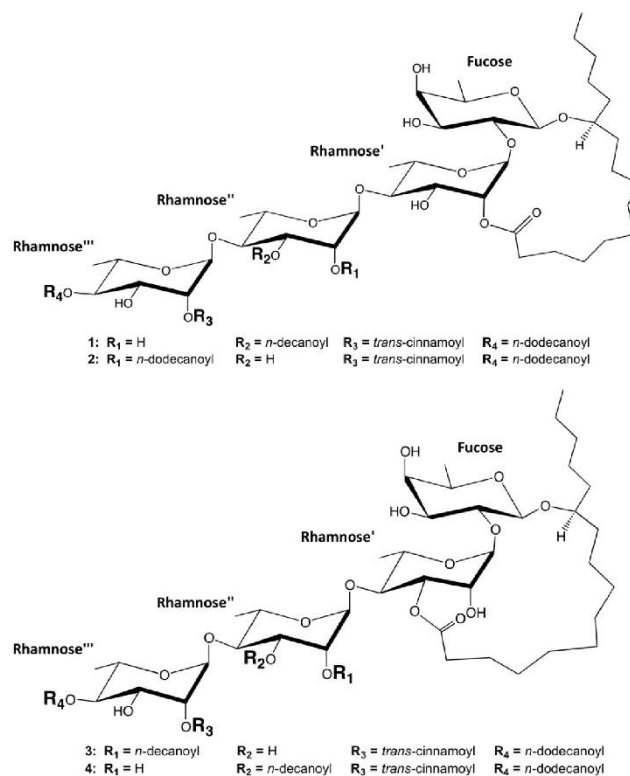 Fucose
OH
O
O
HO
H
Rhamnose'
O
O
O
HO
O
O
Rhamnose''
O
O
R₂O
OR₁
Rhamnose'''
O
R₄O
HO
OR₃
1: R₁ = H R₂ = n-decanoyl R₃ = trans-cinnamoyl R₄ = n-dodecanoyl
2: R₁ = n-dodecanoyl R₂ = H R₃ = trans-cinnamoyl R₄ = n-dodecanoyl
Fucose
OH
O
O
HO
H
O
Rhamnose'
O
O
O
OH
O
Rhamnose''
O
O
R₂O
OR₁
Rhamnose'''
O
O
R₄O
HO
OR₃
3: R₁ = n-decanoyl R₂ = H R₃ = trans-cinnamoyl R₄ = n-dodecanoyl
4: R₁ = H R₂ = n-decanoyl R₃ = trans-cinnamoyl R₄ = n-dodecanoyl